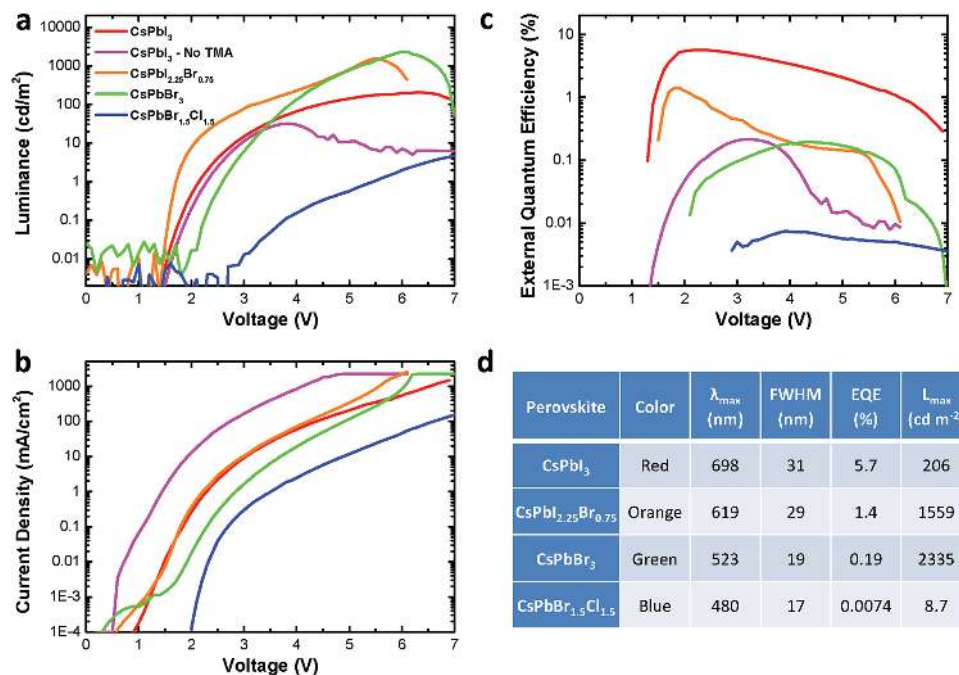 a
Luminance (cd/m²)
10000
1000
100
10
1
0.1
0.01
CsPbI₃
CsPbI₃ - No TMA
CsPbI₂.₂₅Br₀.₇₅
CsPbBr₃
CsPbBr₁.₅Cl₁.₅
0 1 2 3 4 5 6 7
Voltage (V)
b
Current Density (mA/cm²)
1000
100
10
1
0.1
0.01
1E-3
1E-4
0 1 2 3 4 5 6 7
Voltage (V)
c
External Quantum Efficiency (%)
10
1
0.1
0.01
1E-3
0 1 2 3 4 5 6 7
Voltage (V)
d
Perovskite Color λmax (nm) FWHM (nm) EQE (%) Lmax (cd m⁻²)
CsPbI₃ Red 698 31 5.7 206
CsPbI₂.₂₅Br₀.₇₅ Orange 619 29 1.4 1559
CsPbBr₃ Green 523 19 0.19 2335
CsPbBr₁.₅Cl₁.₅ Blue 480 17 0.0074 8.7